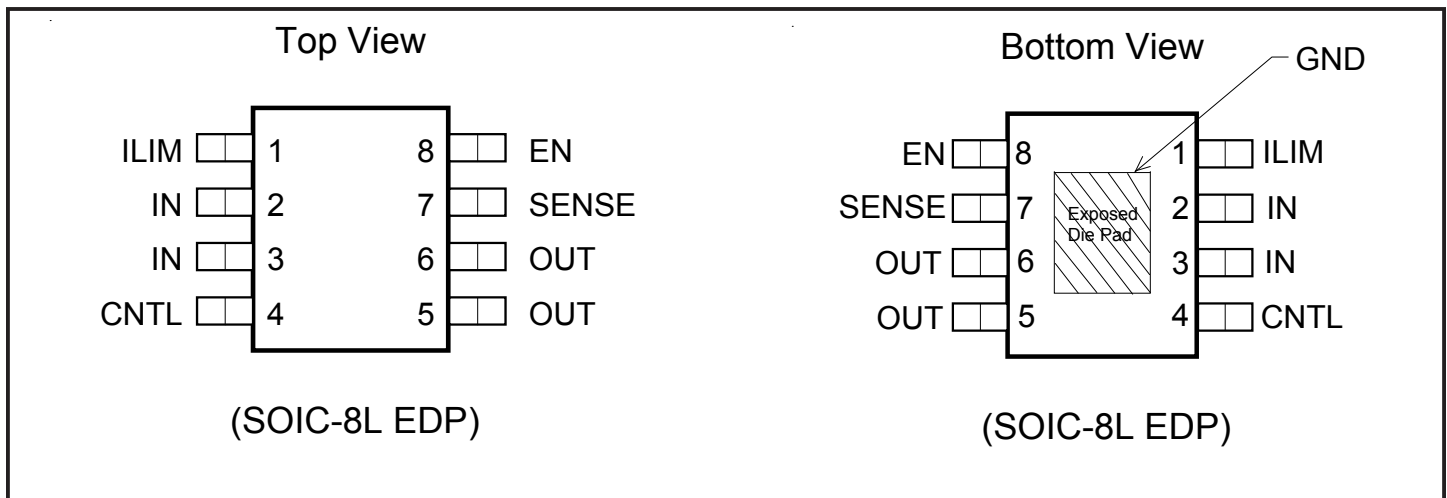 Top View
ILIM 1 8 EN
IN 2 7 SENSE
IN 3 6 OUT
CNTL 4 5 OUT
(SOIC-8L EDP)
Bottom View
GND
EN 8 1 ILIM
SENSE 7 2 IN
OUT 6 3 IN
OUT 5 4 CNTL
Exposed
Die Pad
(SOIC-8L EDP)